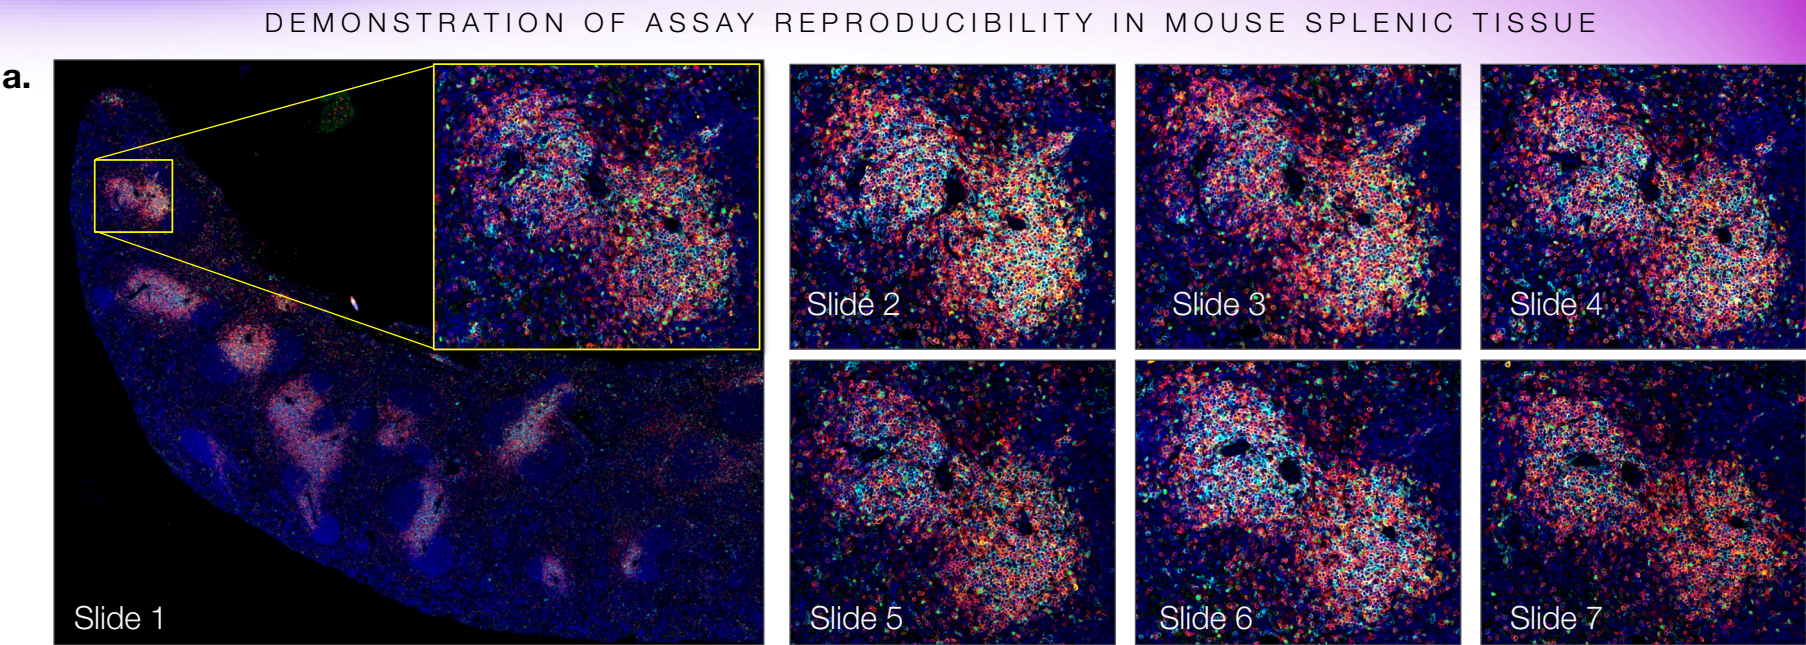 DEMONSTRATION OF ASSAY REPRODUCIBILITY IN MOUSE SPLENIC TISSUE
a.
Slide 1
Slide 2
Slide 3
Slide 4
Slide 5
Slide 6
Slide 7